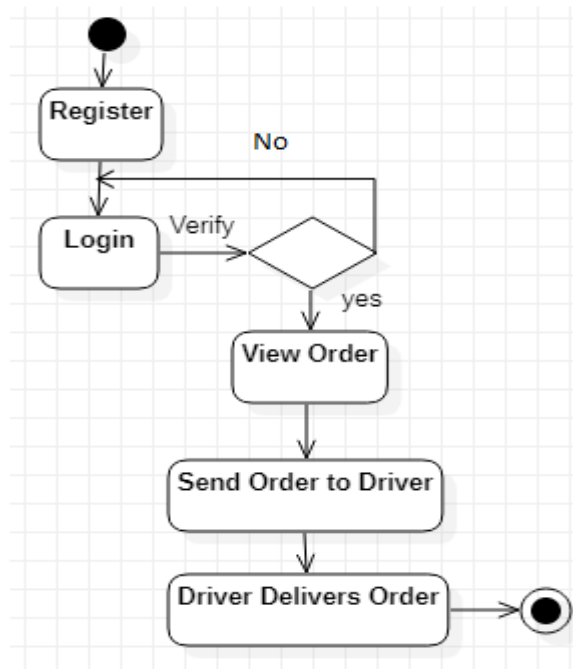 Register
No
Verify
Login
yes
View Order
Send Order to Driver
Driver Delivers Order